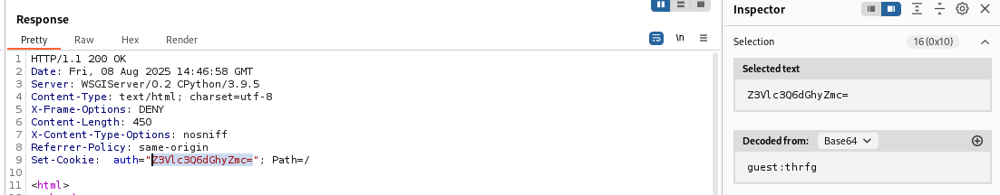 Response
Pretty Raw Hex Render \n
1 HTTP/1.1 200 OK
2 Date: Fri, 08 Aug 2025 14:46:58 GMT
3 Server: WSGIServer/0.2 CPython/3.9.5
4 Content-Type: text/html; charset=utf-8
5 X-Frame-Options: DENY
6 Content-Length: 450
7 X-Content-Type-Options: nosniff
8 Referrer-Policy: same-origin
9 Set-Cookie:  auth="Z3Vlc3Q6dGhyZmc="; Path=/
10
11 <html>
Inspector
Selection 16 (0x10)
Selected text
Z3Vlc3Q6dGhyZmc=
Decoded from: Base64
guest:thrfg